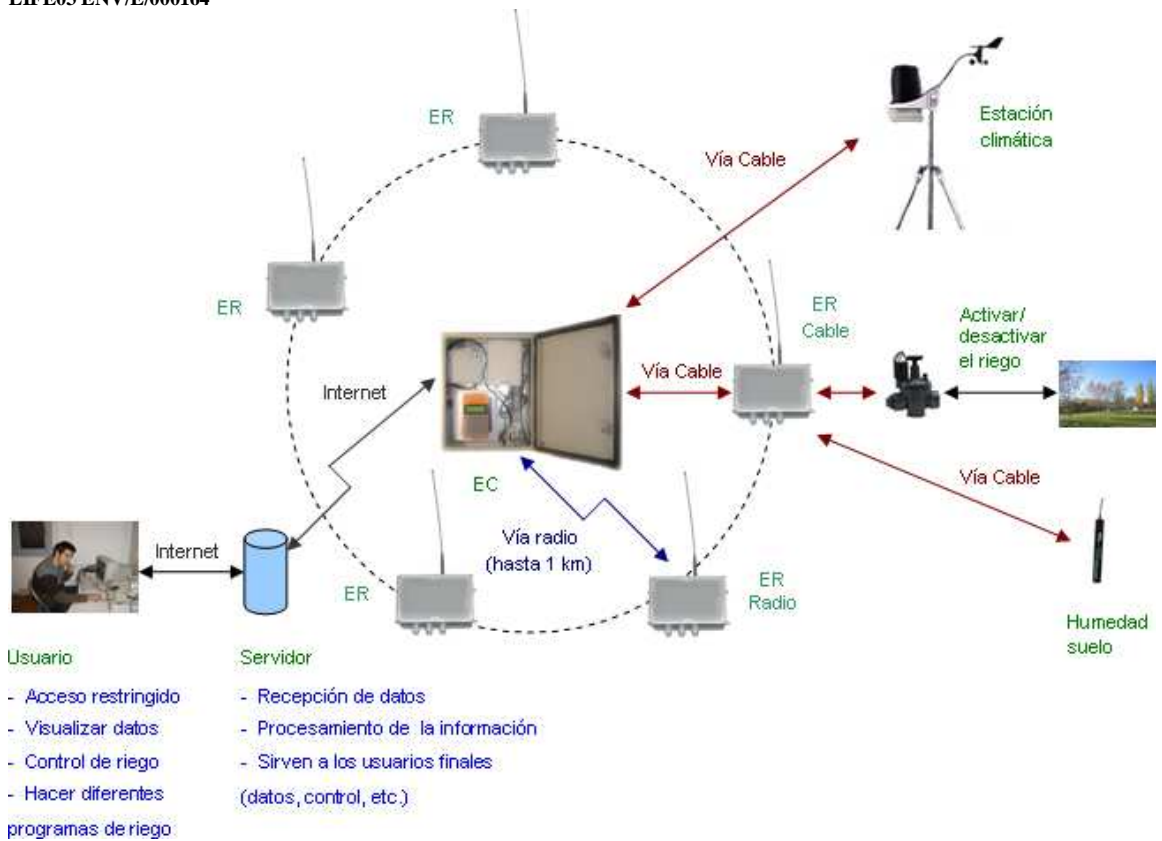 LIFE05 ENV/E/000164
ER
Estación
climática
Vía Cable
ER
ER
Cable
Activar/
desactivar
el riego
Vía Cable
Internet
EC
Vía Cable
Vía radio
(hasta 1 km)
Internet
ER
ER
Radio
Humedad
suelo
Usuario
- Acceso restringido
- Visualizar datos
- Control de riego
- Hacer diferentes
programas de riego
Servidor
- Recepción de datos
- Procesamiento de la información
- Sirven a los usuarios finales
(datos, control, etc.)